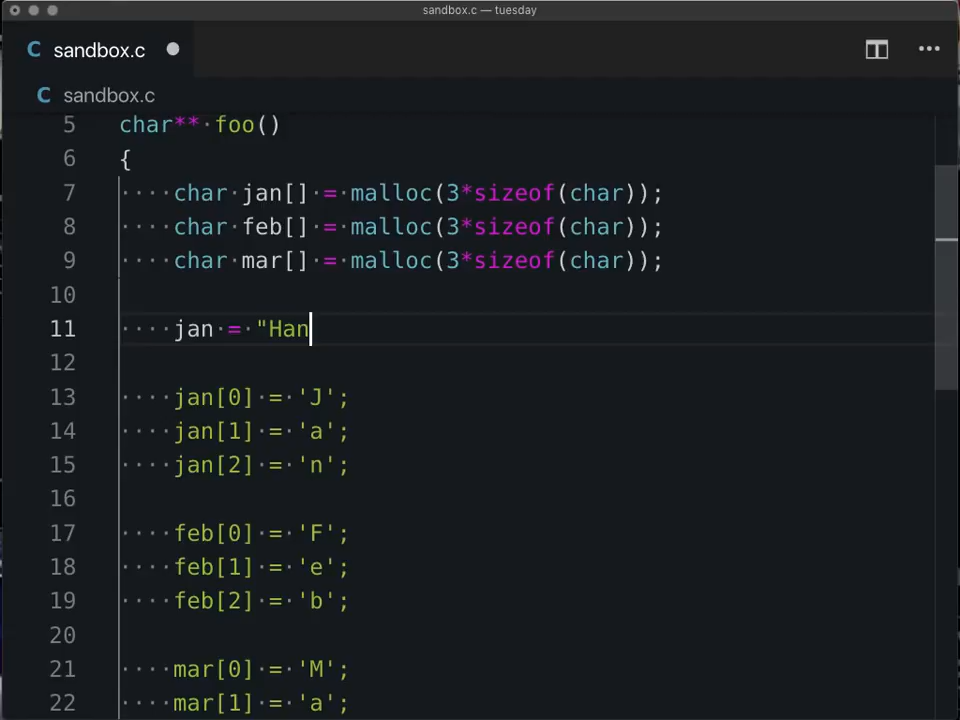 sandbox.c — tuesday
C sandbox.c
C sandbox.c
5 char** foo()
6 {
7 ····char·jan[]·=·malloc(3*sizeof(char));
8 ····char·feb[]·=·malloc(3*sizeof(char));
9 ····char·mar[]·=·malloc(3*sizeof(char));
10
11 ····jan·=·"Han
12
13 ····jan[0]·=·'J';
14 ····jan[1]·=·'a';
15 ····jan[2]·=·'n';
16
17 ····feb[0]·=·'F';
18 ····feb[1]·=·'e';
19 ····feb[2]·=·'b';
20
21 ····mar[0]·=·'M';
22 ····mar[1]·=·'a';